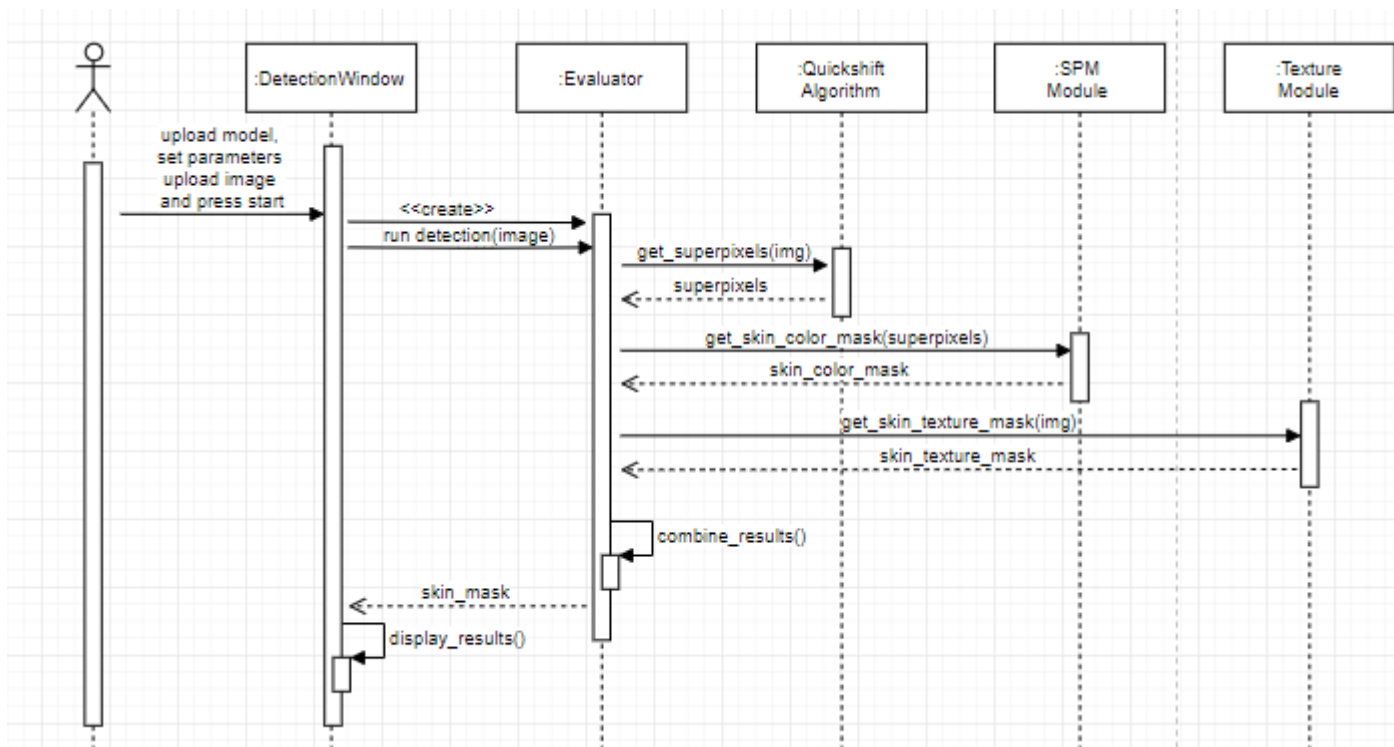 :DetectionWindow
:Evaluator
:Quickshift
Algorithm
:SPM
Module
:Texture
Module
upload model,
set parameters
upload image
and press start
<<create>>
run detection(image)
get_superpixels(img)
superpixels
get_skin_color_mask(superpixels)
skin_color_mask
get_skin_texture_mask(img)
skin_texture_mask
combine_results()
skin_mask
display_results()